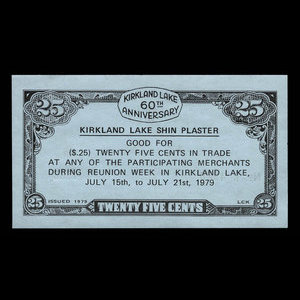 KIRKLAND LAKE
60TH
ANNIVERSARY
25 25
KIRKLAND LAKE SHIN PLASTER
GOOD FOR
($.25) TWENTY FIVE CENTS IN TRADE
AT ANY OF THE PARTICIPATING MERCHANTS
DURING REUNION WEEK IN KIRKLAND LAKE,
JULY 15th, to JULY 21st, 1979
ISSUED 1979 LCK
25 TWENTY FIVE CENTS 25